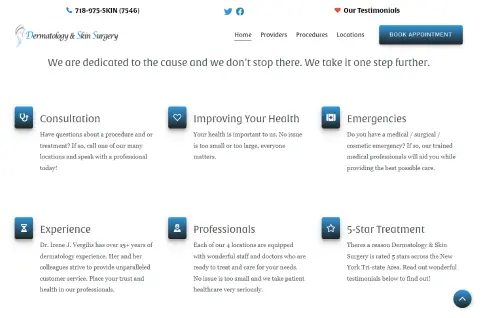 718-975-SKIN (7546)
Our Testimonials
Dermatology & Skin Surgery
Home
Providers
Procedures
Locations
BOOK APPOINTMENT
We are dedicated to the cause and we don't stop there. We take it one step further.
Consultation
Have questions about a procedure or
treatment? If so, call one of our many
locations and speak with a professional
today!
Improving Your Health
Your health is important to us. No issue
is too small or too large, everyone
matters.
Emergencies
Do you have a medical / surgical /
cosmetic emergency? If so, our trained
medical professionals will aid you while
providing the best possible care.
Experience
Dr. Irene J. Vergilis has over 25+ years of
dermatology experience. Her and her
colleagues strive to provide unparalleled
customer service. Place your trust and
health in our professionals.
Professionals
Each of our 4 locations are equipped
with wonderful staff and doctors who are
ready to treat and care for your needs.
No issue is too small and we take patient
healthcare very seriously.
5-Star Treatment
Theres a reason Dermatology & Skin
Surgery is rated 5 stars across the
New York Tri-state Area. Read our wonderful
testimonials below to find out!